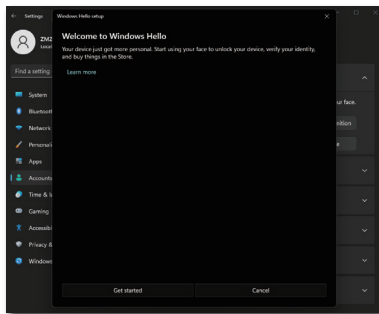 Settings
Windows Hello setup
Welcome to Windows Hello
Your device just got more personal. Start using your face to unlock your device, verify your identity,
and buy things in the Store.
Learn more
Find a setting
System
Bluetooth
Network
Personali
Apps
Accounts
Time & l
Gaming
Accessibi
Privacy &
Windows
ur face.
nition
Get started
Cancel